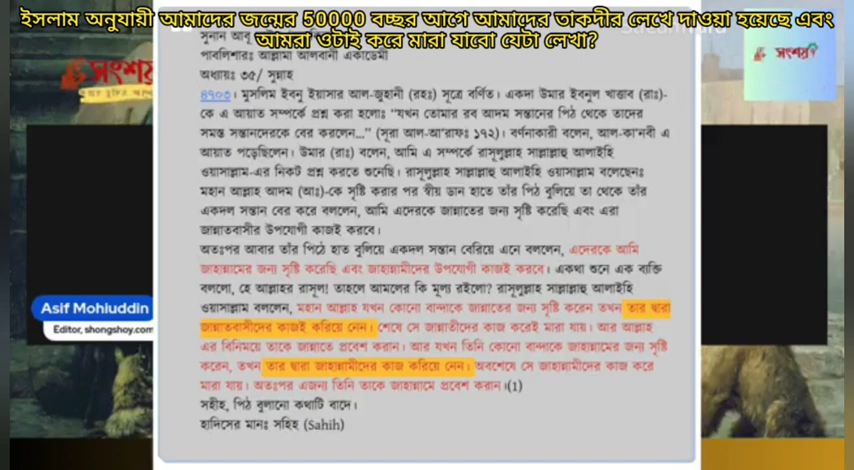 ইসলাম অনুযায়ী আমাদের জন্মের 50000 বচ্ছর আগে আমাদের তাকদীর লেখে দাওয়া হয়েছে এবং
আমরা ওটাই করে মারা যাবো যেটা লেখা?
সুনান আবূ
পাবলিশারঃ আল্লামা আলবানী একাডেমী
অধ্যায়ঃ ৩৫/ সুন্নাহ
৪৭০৩। মুসলিম ইবনু ইয়াসার আল-জুহানী (রহঃ) সূত্রে বর্ণিত। একদা উমার ইবনুল খাত্তাব (রাঃ)-
কে এ আয়াত সম্পর্কে প্রশ্ন করা হলোঃ “যখন তোমার রব আদম সন্তানের পিঠ থেকে তাদের
সমস্ত সন্তানদেরকে বের করলেন...” (সূরা আল-আ’রাফঃ ১৭২)। বর্ণনাকারী বলেন, আল-কা’নবী এ
আয়াত পড়েছিলেন। উমার (রাঃ) বলেন, আমি এ সম্পর্কে রাসূলুল্লাহ সাল্লাল্লাহু আলাইহি
ওয়াসাল্লাম-এর নিকট প্রশ্ন করতে শুনেছি। রাসূলুল্লাহ সাল্লাল্লাহু আলাইহি ওয়াসাল্লাম বলেছেনঃ
মহান আল্লাহ আদম (আঃ)-কে সৃষ্টি করার পর স্বীয় ডান হাতে তাঁর পিঠ বুলিয়ে তা থেকে তাঁর
একদল সন্তান বের করে বললেন, আমি এদেরকে জান্নাতের জন্য সৃষ্টি করেছি এবং এরা
জান্নাতবাসীর উপযোগী কাজই করবে।
অতঃপর আবার তাঁর পিঠে হাত বুলিয়ে একদল সন্তান বেরিয়ে এনে বললেন, এদেরকে আমি
জাহান্নামের জন্য সৃষ্টি করেছি এবং জাহান্নামীদের উপযোগী কাজই করবে। একথা শুনে এক ব্যক্তি
বললো, হে আল্লাহর রাসূল! তাহলে আমলের কি মূল্য রইলো? রাসূলুল্লাহ সাল্লাল্লাহু আলাইহি
ওয়াসাল্লাম বললেন, মহান আল্লাহ যখন কোনো বান্দাকে জান্নাতের জন্য সৃষ্টি করেন তখন তার দ্বারা
জান্নাতবাসীদের কাজই করিয়ে নেন। শেষে সে জান্নাতীদের কাজ করেই মারা যায়। আর আল্লাহ
এর বিনিময়ে তাকে জান্নাতে প্রবেশ করান। আর যখন তিনি কোনো বান্দাকে জাহান্নামের জন্য সৃষ্টি
করেন, তখন তার দ্বারা জাহান্নামীদের কাজ করিয়ে নেন। অবশেষে সে জাহান্নামীদের কাজ করে
মারা যায়। অতঃপর এজন্য তিনি তাকে জাহান্নামে প্রবেশ করান।(1)
সহীহ, পিঠ বুলানো কথাটি বাদে।
হাদিসের মানঃ সহিহ (Sahih)
সংশয়
সংশয়
Asif Mohiuddin
Editor, shongshoy.com